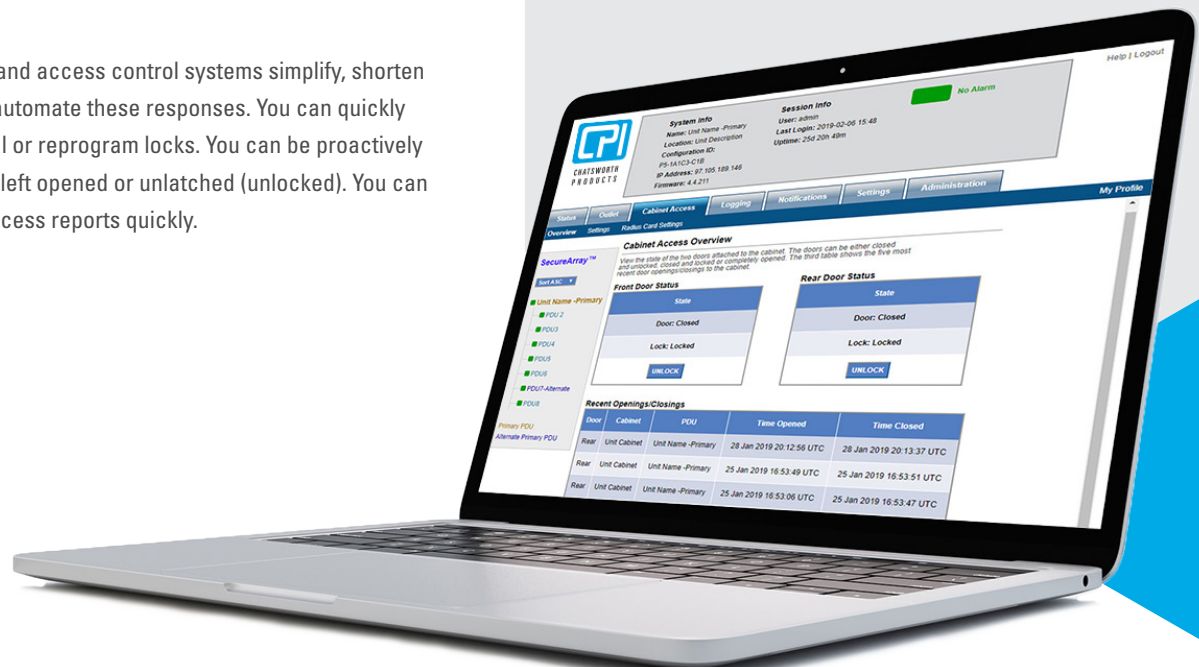 and access control systems simplify, shorten
automate these responses. You can quickly
l or reprogram locks. You can be proactively
left opened or unlatched (unlocked). You can
cess reports quickly.
Help | Logout
CPI
CHATSWORTH
PRODUCTS
System Info
Name: Unit Name -Primary
Location: Unit Description
Configuration ID:
P5-1A1C3-C1B
IP Address: 97.105.189.146
Firmware: 4.4.211
Session Info
User: admin
Last Login: 2019-02-06 15:48
Uptime: 25d 20h 49m
No Alarm
Status Outlet Cabinet Access Logging Notifications Settings Administration
Overview Settings Radius Card Settings My Profile
SecureArray™
Sort ASC
Unit Name -Primary
PDU 2
PDU3
PDU4
PDU5
PDU6
PDU7-Alternate
PDU8
Primary PDU
Alternate Primary PDU
Cabinet Access Overview
View the state of the two doors attached to the cabinet. The doors can be either closed
and unlocked, closed and locked or completely opened. The third table shows the five most
recent door openings/closings to the cabinet.
Front Door Status
State
Door: Closed
Lock: Locked
UNLOCK
Rear Door Status
State
Door: Closed
Lock: Locked
UNLOCK
Recent Openings/Closings
Door Cabinet PDU Time Opened Time Closed
Rear Unit Cabinet Unit Name -Primary 28 Jan 2019 20:12:56 UTC 28 Jan 2019 20:13:37 UTC
Rear Unit Cabinet Unit Name -Primary 25 Jan 2019 16:53:49 UTC 25 Jan 2019 16:53:51 UTC
Rear Unit Cabinet Unit Name -Primary 25 Jan 2019 16:53:06 UTC 25 Jan 2019 16:53:47 UTC